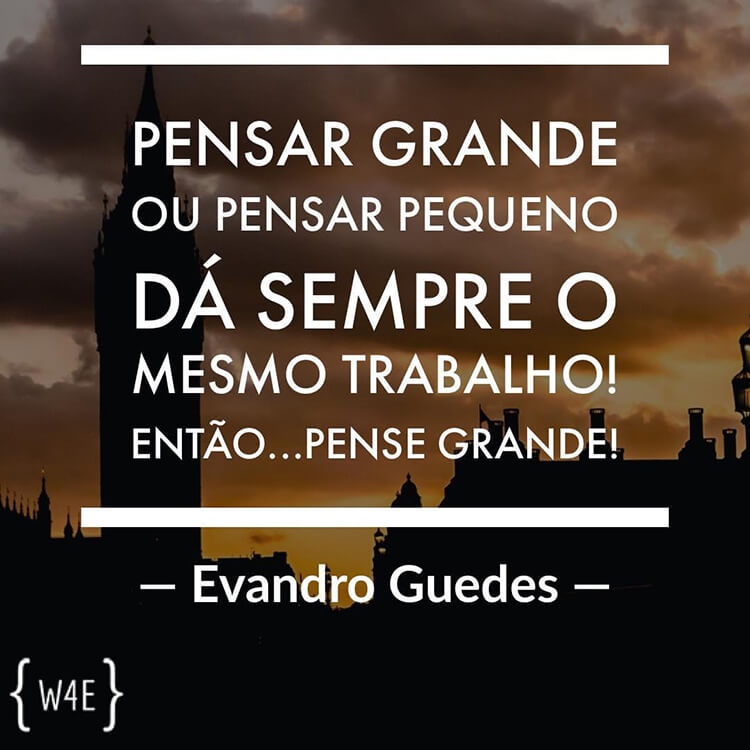 PENSAR GRANDE
OU PENSAR PEQUENO
DÁ SEMPRE O
MESMO TRABALHO!
ENTÃO...PENSE GRANDE!
— Evandro Guedes —
{W4E}